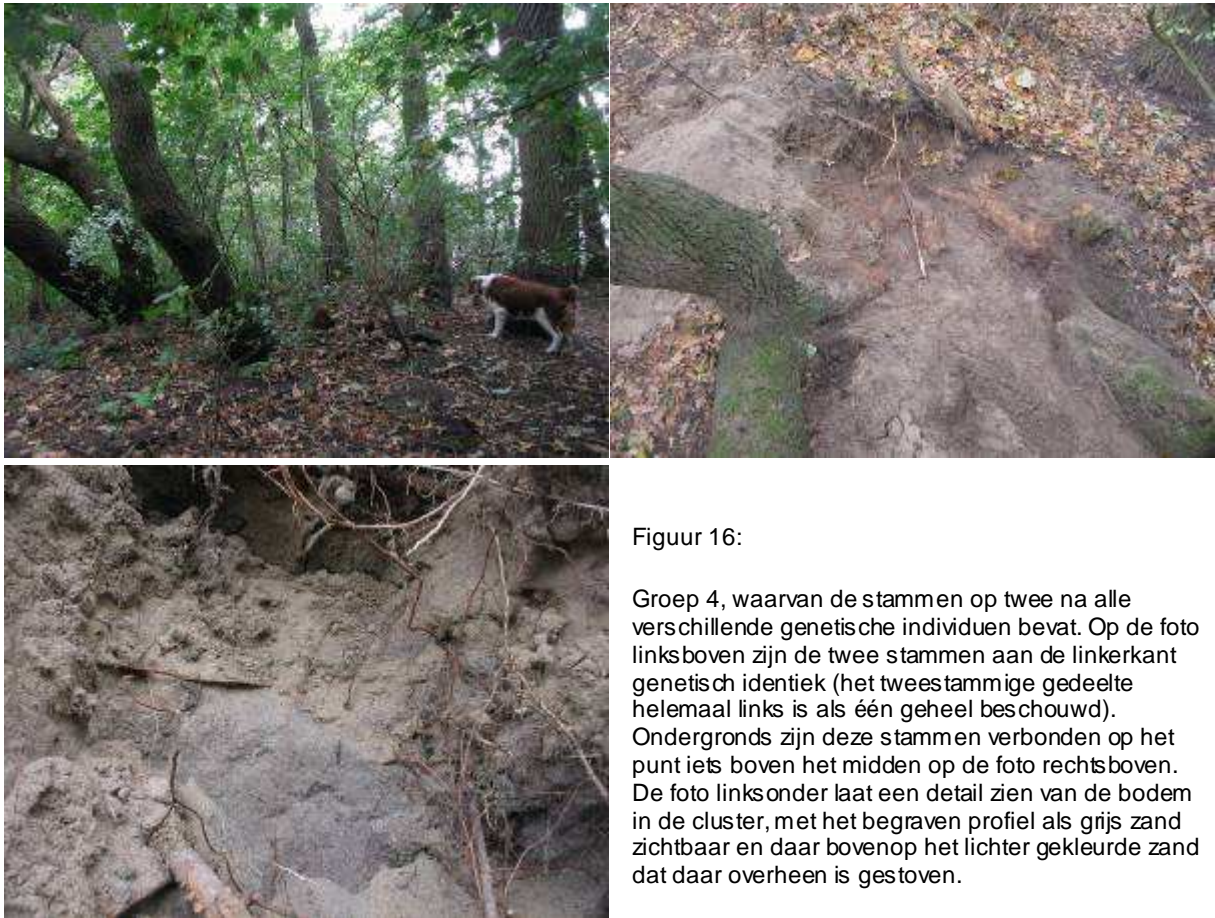 Figuur 16:
Groep 4, waarvan de stammen op twee na alle
verschillende genetische individuen bevat. Op de foto
linksboven zijn de twee stammen aan de linkerkant
genetisch identiek (het tweestammige gedeelte
helemaal links is als één geheel beschouwd).
Ondergronds zijn deze stammen verbonden op het
punt iets boven het midden op de foto rechtsboven.
De foto linksonder laat een detail zien van de bodem
in de cluster, met het begraven profiel als grijs zand
zichtbaar en daar bovenop het lichter gekleurde zand
dat daar overheen is gestoven.